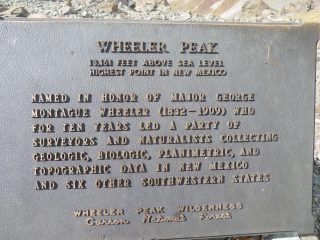 WHEELER PEAK
13,161 FEET ABOVE SEA LEVEL
HIGHEST POINT IN NEW MEXICO
NAMED IN HONOR OF MAJOR GEORGE
MONTAGUE WHEELER (1832-1909) WHO
FOR TEN YEARS LED A PARTY OF
SURVEYORS AND NATURALISTS COLLECTING
GEOLOGIC, BIOLOGIC, PLANIMETRIC, AND
TOPOGRAPHIC DATA IN NEW MEXICO
AND SIX OTHER SOUTHWESTERN STATES
WHEELER PEAK WILDERNESS
Carson National Forest